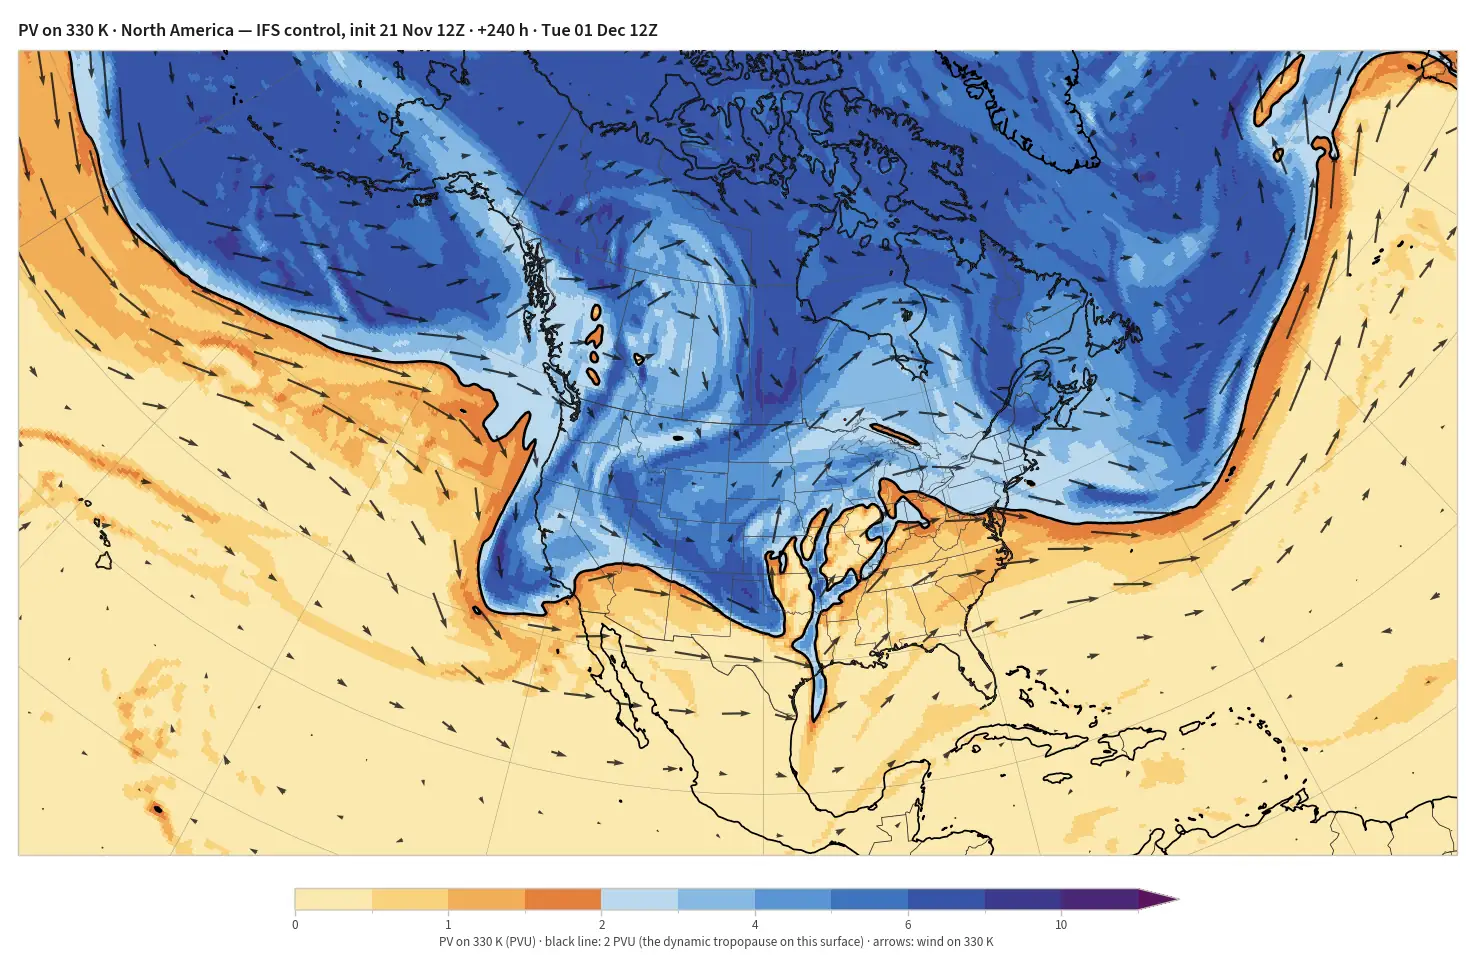 PV on 330 K · North America — IFS control, init 21 Nov 12Z · +240 h · Tue 01 Dec 12Z
0 1 2 4 6 10
PV on 330 K (PVU) · black line: 2 PVU (the dynamic tropopause on this surface) · arrows: wind on 330 K